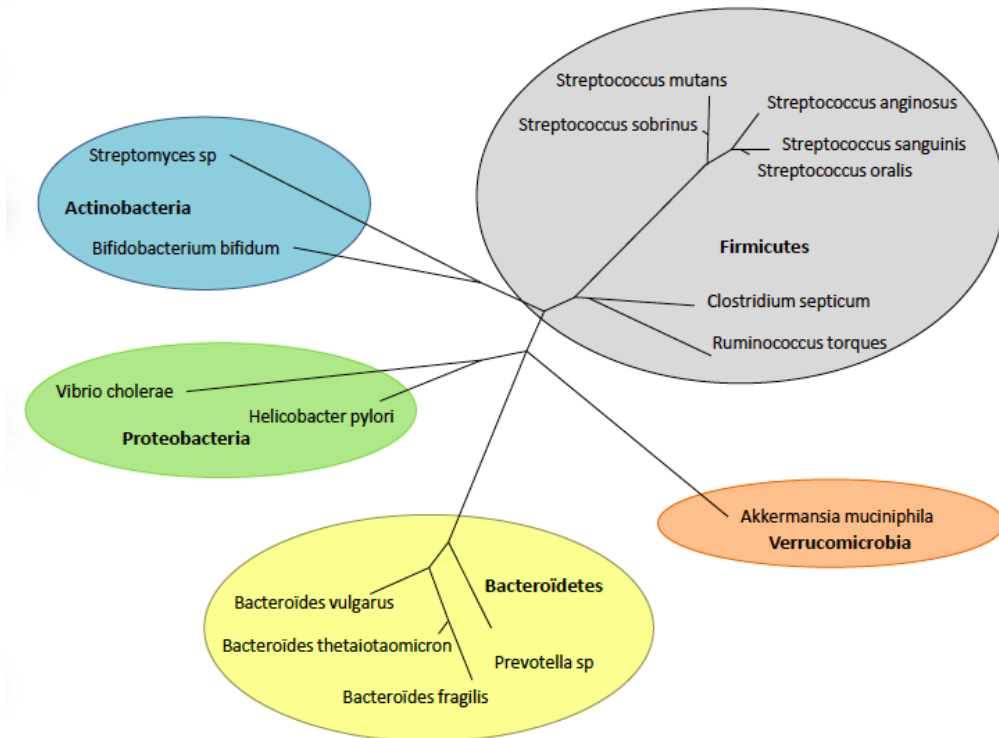 Streptococcus mutans
Streptococcus anginosus
Streptococcus sobrinus
Streptococcus sanguinis
Streptococcus oralis
Firmicutes
Clostridium septicum
Ruminococcus torques
Streptomyces sp
Actinobacteria
Bifidobacterium bifidum
Vibrio cholerae
Helicobacter pylori
Proteobacteria
Akkermansia muciniphila
Verrucomicrobia
Bacteroïdetes
Bacteroïdes vulgarus
Bacteroïdes thetaiotaomicron
Prevotella sp
Bacteroïdes fragilis